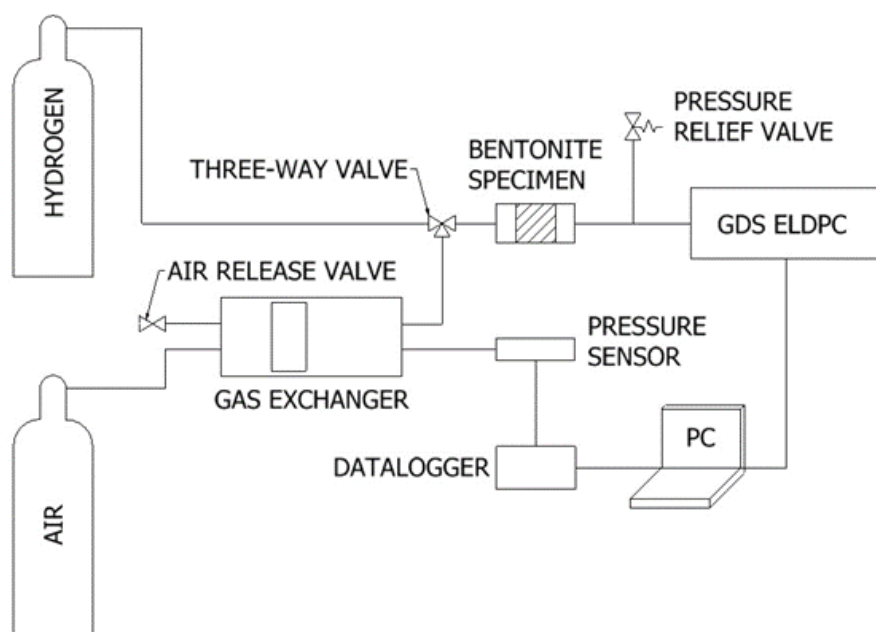 HYDROGEN
PRESSURE
RELIEF VALVE
BENTONITE
SPECIMEN
THREE-WAY VALVE
GDS ELDPC
AIR RELEASE VALVE
PRESSURE
SENSOR
GAS EXCHANGER
PC
DATALOGGER
AIR